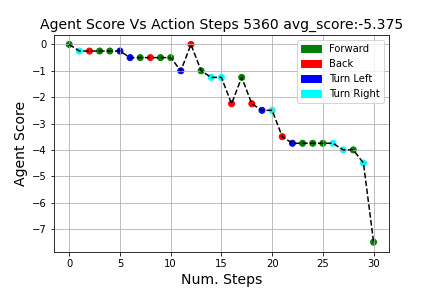 Agent Score Vs Action Steps 5360 avg_score:-5.375
Agent Score
0
−1
−2
−3
−4
−5
−6
−7
Forward
Back
Turn Left
Turn Right
0 5 10 15 20 25 30
Num. Steps